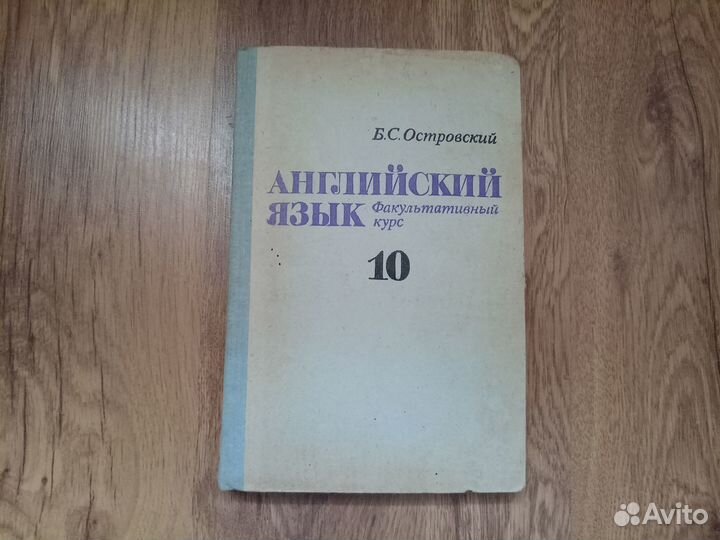 Б.С.Островский
АНГЛИЙСКИЙ
ЯЗЫК Факультативный
курс
10
Avito